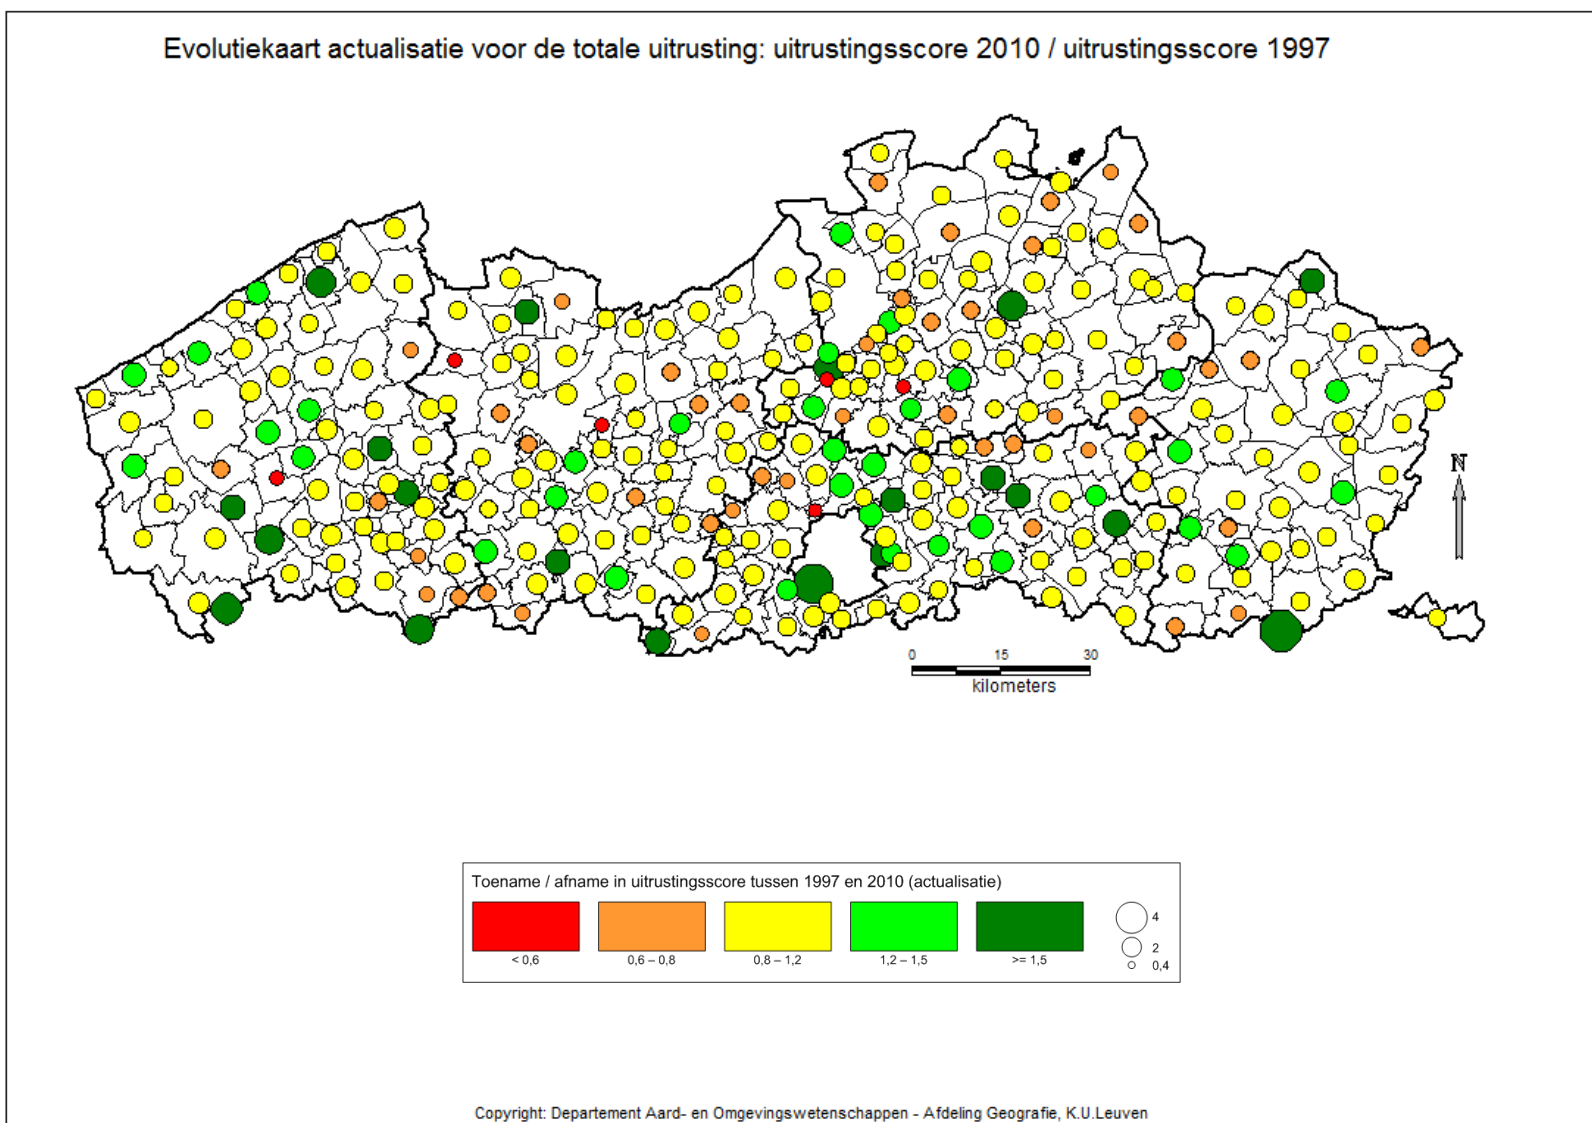 Evolutiekaart actualisatie voor de totale uitrusting: uitrustingsscore 2010 / uitrustingsscore 1997
N
0 15 30
kilometers
Toename / afname in uitrustingsscore tussen 1997 en 2010 (actualisatie)
4
2
0,4
< 0,6 0,6 – 0,8 0,8 – 1,2 1,2 – 1,5 >= 1,5
Copyright: Departement Aard- en Omgevingswetenschappen - Afdeling Geografie, K.U.Leuven